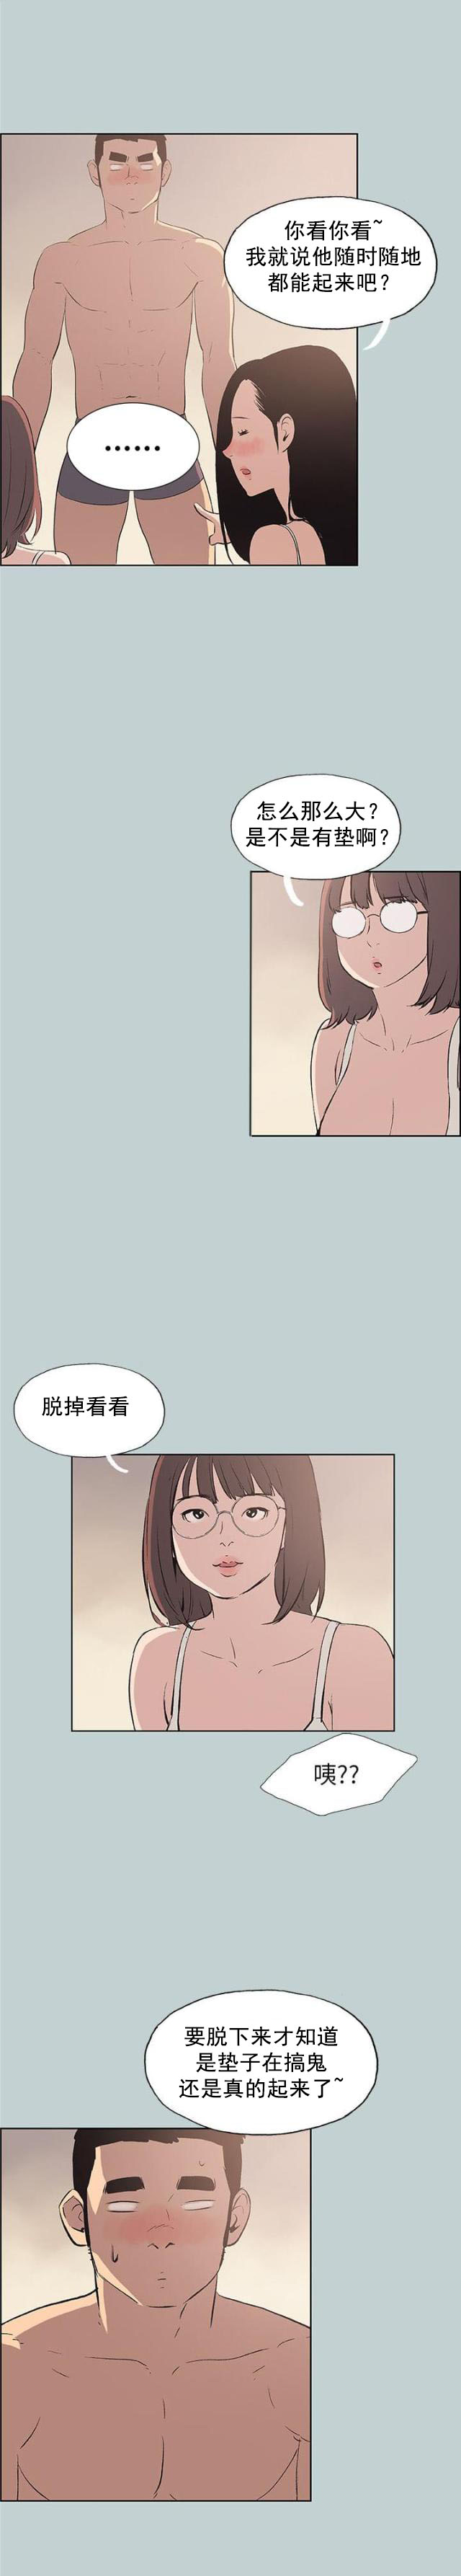 你看你看~
我就说他随时随地
都能起来吧?
••••••
怎么那么大?
是不是有垫啊?
脱掉看看
咦??
要脱下来才知道
是垫子在搞鬼
还是真的起来了~